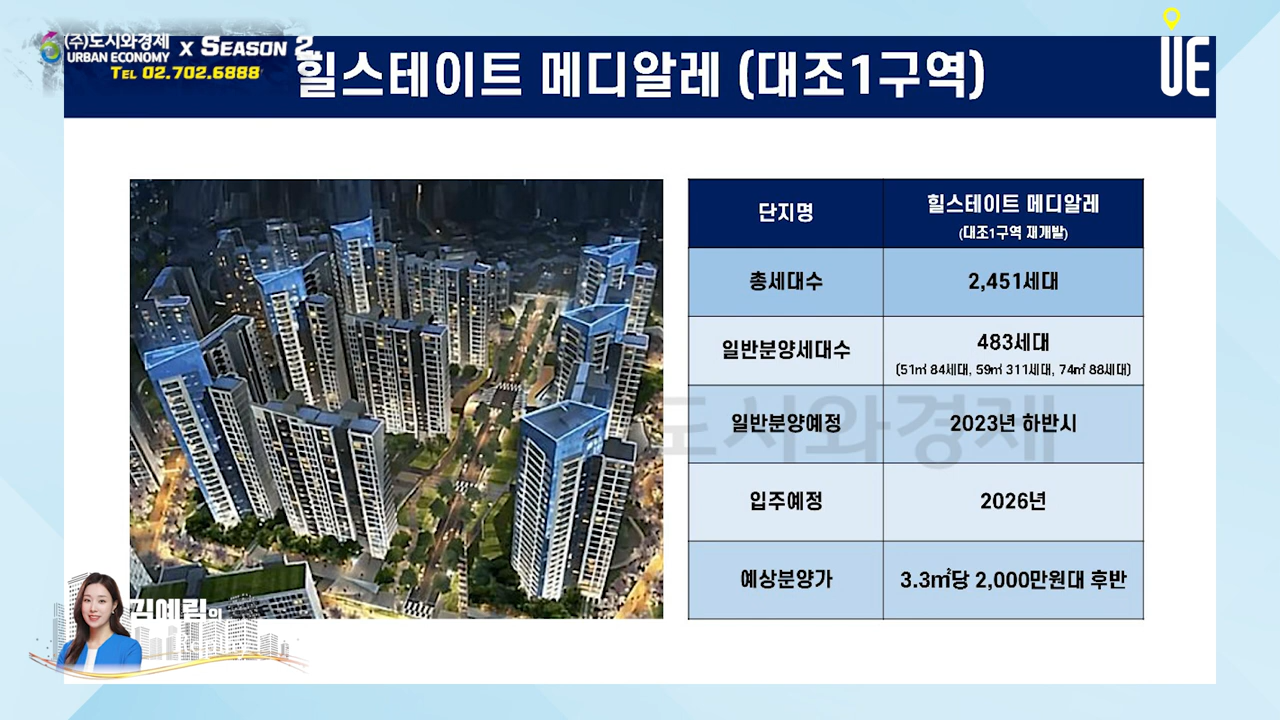 (주)도시와경제
URBAN ECONOMY
X SEASON 2
TEL 02.702.6888
힐스테이트 메디알레 (대조1구역)
UE
단지명
힐스테이트 메디알레
(대조1구역 재개발)
총세대수
2,451세대
일반분양세대수
483세대
(51㎡ 84세대, 59㎡ 311세대, 74㎡ 88세대)
일반분양예정
2023년 하반시
입주예정
2026년
예상분양가
3.3㎡당 2,000만원대 후반
도시와경제
김예림의